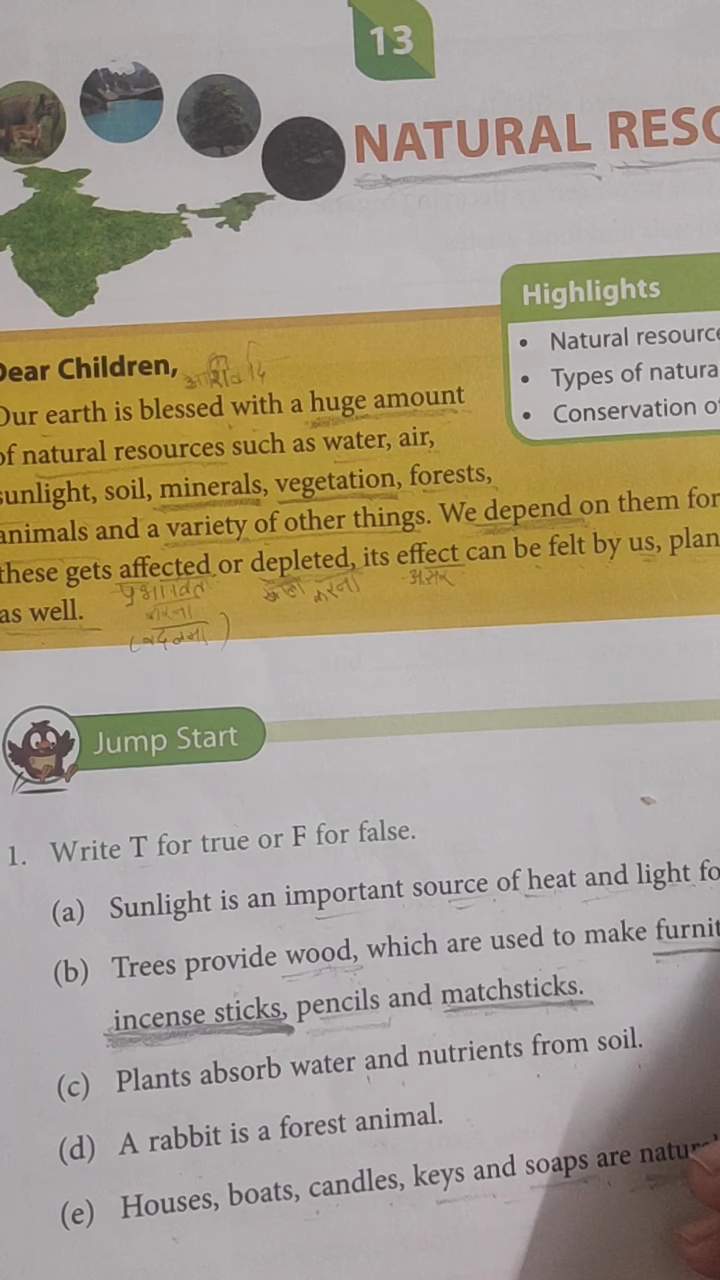 13
NATURAL RESO
Highlights
• Natural resource
• Types of natura
• Conservation o
Dear Children,
Our earth is blessed with a huge amount
of natural resources such as water, air,
sunlight, soil, minerals, vegetation, forests,
animals and a variety of other things. We depend on them for
these gets affected or depleted, its effect can be felt by us, plan
प्रभावित करना असर
as well.
करना
Jump Start
1. Write T for true or F for false.
(a) Sunlight is an important source of heat and light fo
(b) Trees provide wood, which are used to make furnit
incense sticks, pencils and matchsticks.
(c) Plants absorb water and nutrients from soil.
(d) A rabbit is a forest animal.
(e) Houses, boats, candles, keys and soaps are natur